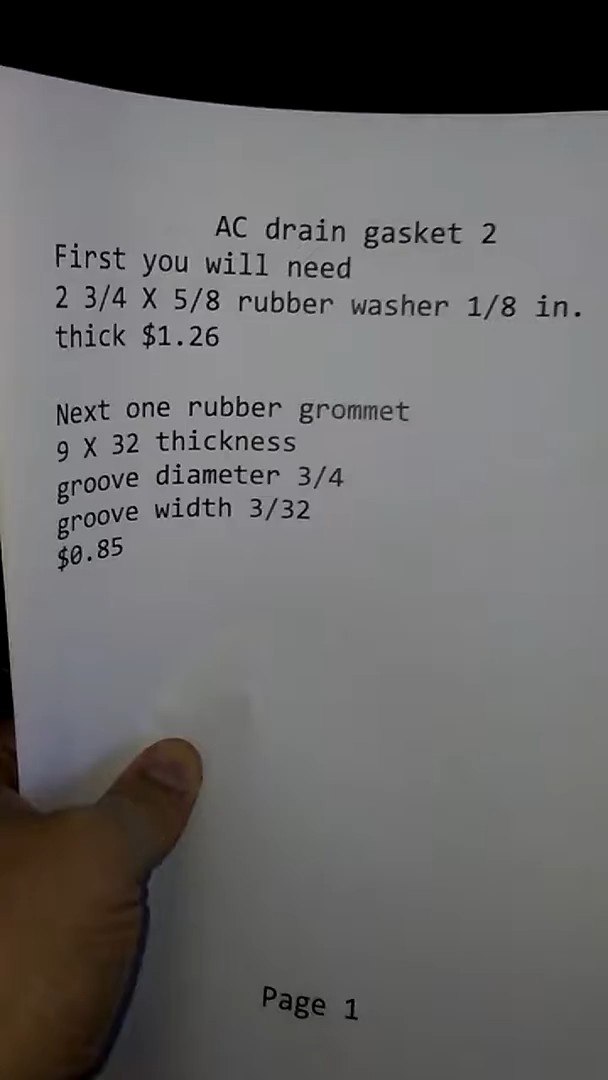 AC drain gasket 2
First you will need
2 3/4 X 5/8 rubber washer 1/8 in.
thick $1.26
Next one rubber grommet
9 X 32 thickness
groove diameter 3/4
groove width 3/32
$0.85
Page 1